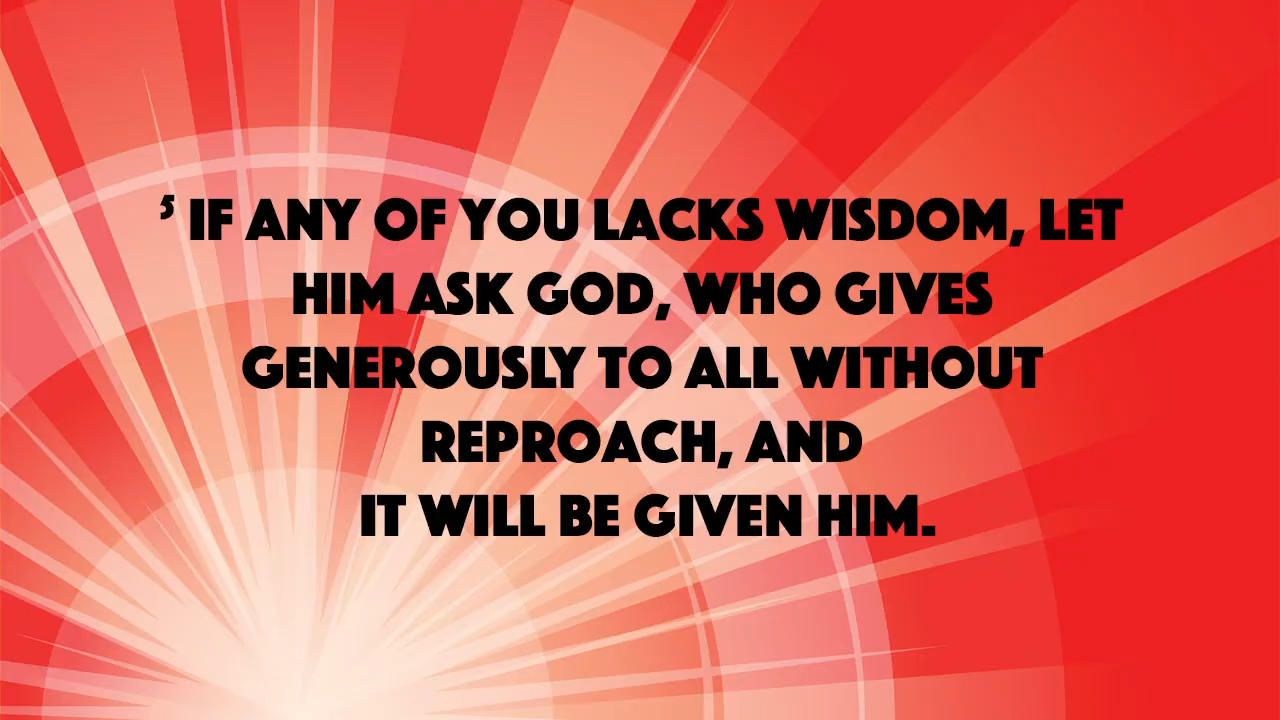 ⁵ IF ANY OF YOU LACKS WISDOM, LET
HIM ASK GOD, WHO GIVES
GENEROUSLY TO ALL WITHOUT
REPROACH, AND
IT WILL BE GIVEN HIM.